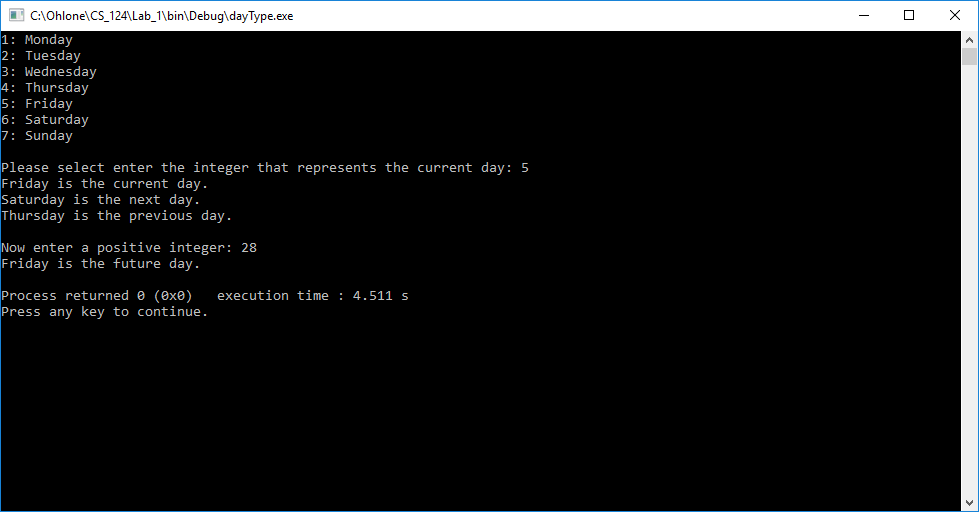 C:\Ohlone\CS_124\Lab_1\bin\Debug\dayType.exe
1: Monday
2: Tuesday
3: Wednesday
4: Thursday
5: Friday
6: Saturday
7: Sunday
Please select enter the integer that represents the current day: 5
Friday is the current day.
Saturday is the next day.
Thursday is the previous day.
Now enter a positive integer: 28
Friday is the future day.
Process returned 0 (0x0)   execution time : 4.511 s
Press any key to continue.